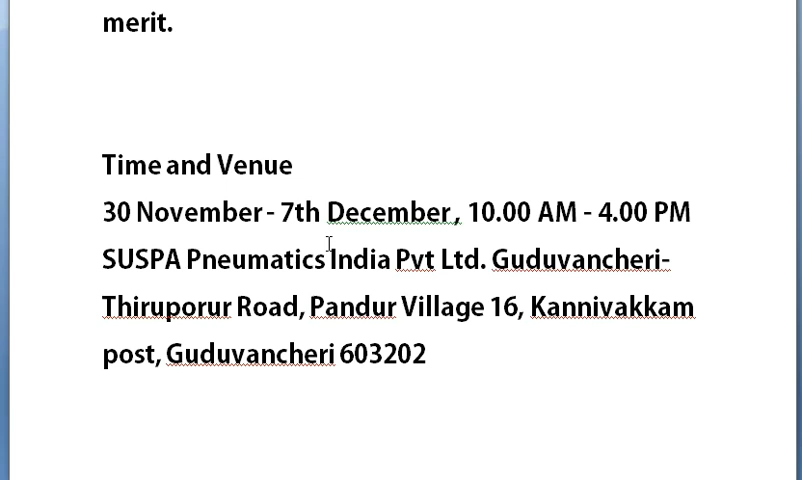 merit.
Time and Venue
30 November - 7th December , 10.00 AM - 4.00 PM
SUSPA Pneumatics India Pvt Ltd. Guduvancheri-
Thiruporur Road, Pandur Village 16, Kannivakkam
post, Guduvancheri 603202